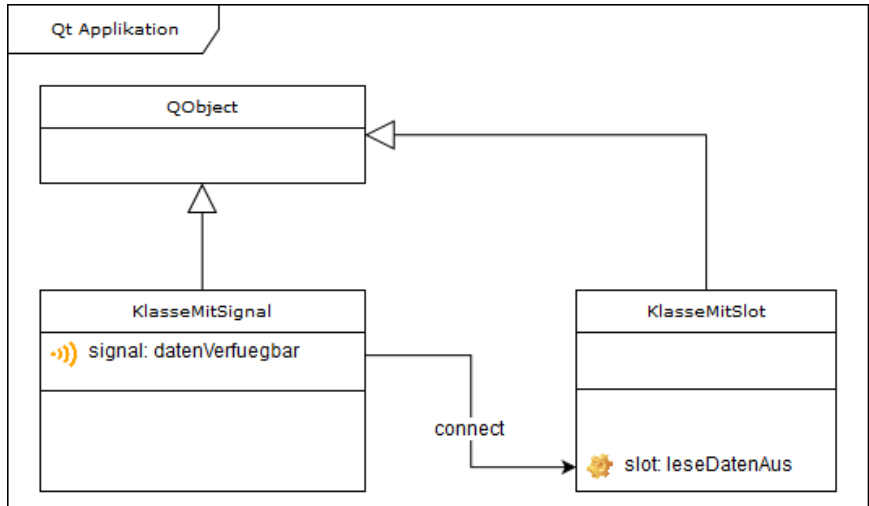 Qt Applikation
QObject
KlasseMitSignal
signal: datenVerfuegbar
KlasseMitSlot
connect
slot: leseDatenAus